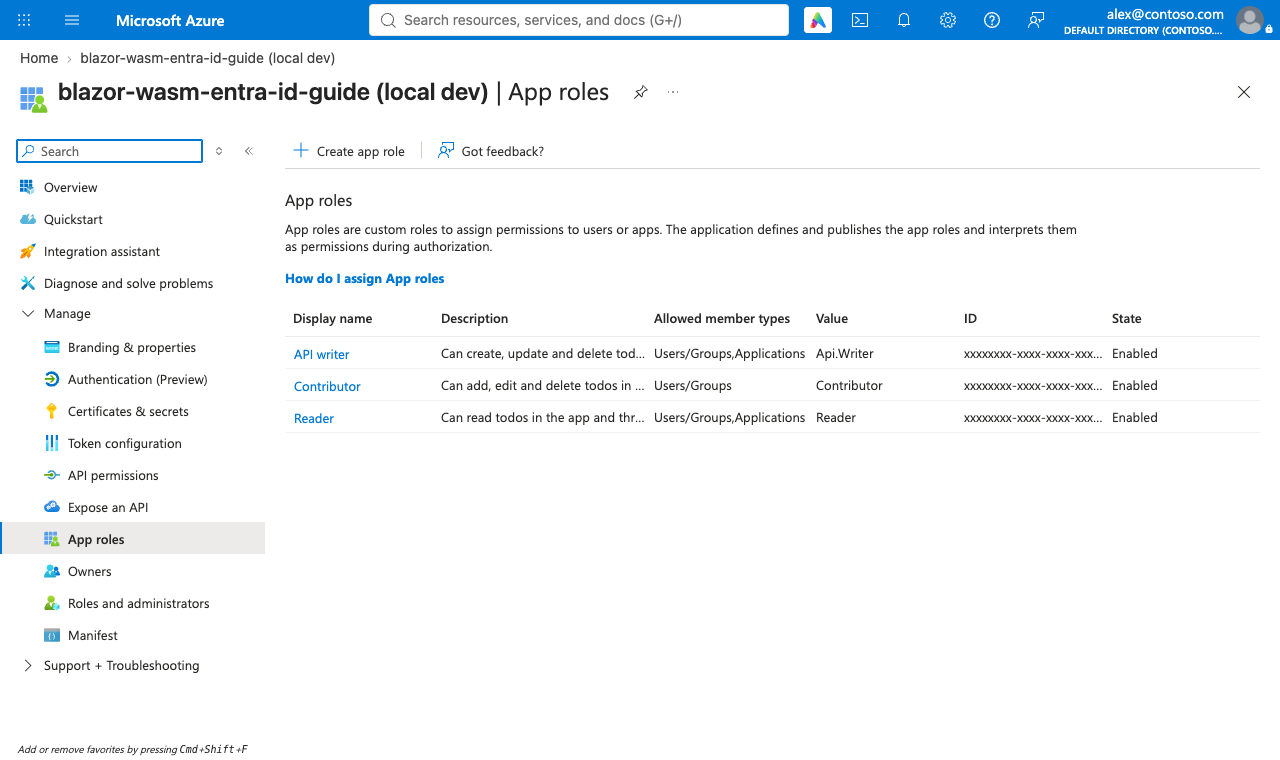 Microsoft Azure
Search resources, services, and docs (G+/)
alex@contoso.com
DEFAULT DIRECTORY (CONTOSO....
Home > blazor-wasm-entra-id-guide (local dev)
blazor-wasm-entra-id-guide (local dev) | App roles
Search
Create app role
Got feedback?
Overview
Quickstart
Integration assistant
Diagnose and solve problems
Manage
Branding & properties
Authentication (Preview)
Certificates & secrets
Token configuration
API permissions
Expose an API
App roles
Owners
Roles and administrators
Manifest
Support + Troubleshooting
Add or remove favorites by pressing Cmd+Shift+F
App roles
App roles are custom roles to assign permissions to users or apps. The application defines and publishes the app roles and interprets them
as permissions during authorization.
How do I assign App roles
Display name Description Allowed member types Value ID State
API writer Can create, update and delete tod... Users/Groups,Applications Api.Writer xxxxxxxx-xxxx-xxxx-xxx... Enabled
Contributor Can add, edit and delete todos in ... Users/Groups Contributor xxxxxxxx-xxxx-xxxx-xxx... Enabled
Reader Can read todos in the app and thr... Users/Groups,Applications Reader xxxxxxxx-xxxx-xxxx-xxx... Enabled